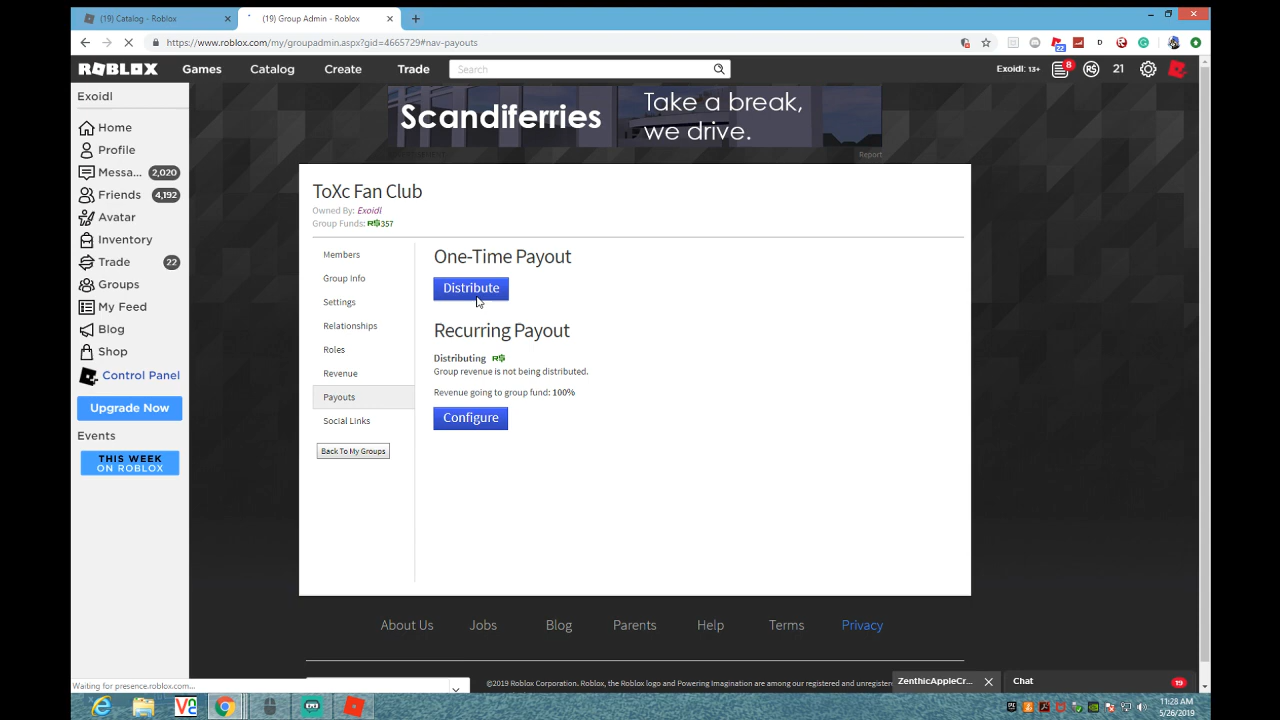 (19) Catalog - Roblox
(19) Group Admin - Roblox
https://www.roblox.com/my/groupadmin.aspx?gid=4665729#nav-payouts
22
ROBLOX
Games
Catalog
Create
Trade
Search
Exoidl: 13+
8
21
Exoidl
Home
Profile
Messa... 2,020
Friends 4,192
Avatar
Inventory
Trade 22
Groups
My Feed
Blog
Shop
Control Panel
Upgrade Now
Events
THIS WEEK
ON ROBLOX
Scandiferries
Take a break,
we drive.
Report
ToXc Fan Club
Owned By: Exoidl
Group Funds: R$357
Members
Group Info
Settings
Relationships
Roles
Revenue
Payouts
Social Links
Back To My Groups
One-Time Payout
Distribute
Recurring Payout
Distributing R$
Group revenue is not being distributed.
Revenue going to group fund: 100%
Configure
About Us
Jobs
Blog
Parents
Help
Terms
Privacy
©2019 Roblox Corporation. Roblox, the Roblox logo and Powering Imagination are among our registered and unregistere
ZenthicAppleCr...
Chat
19
Waiting for presence.roblox.com...
11:28 AM
5/26/2019